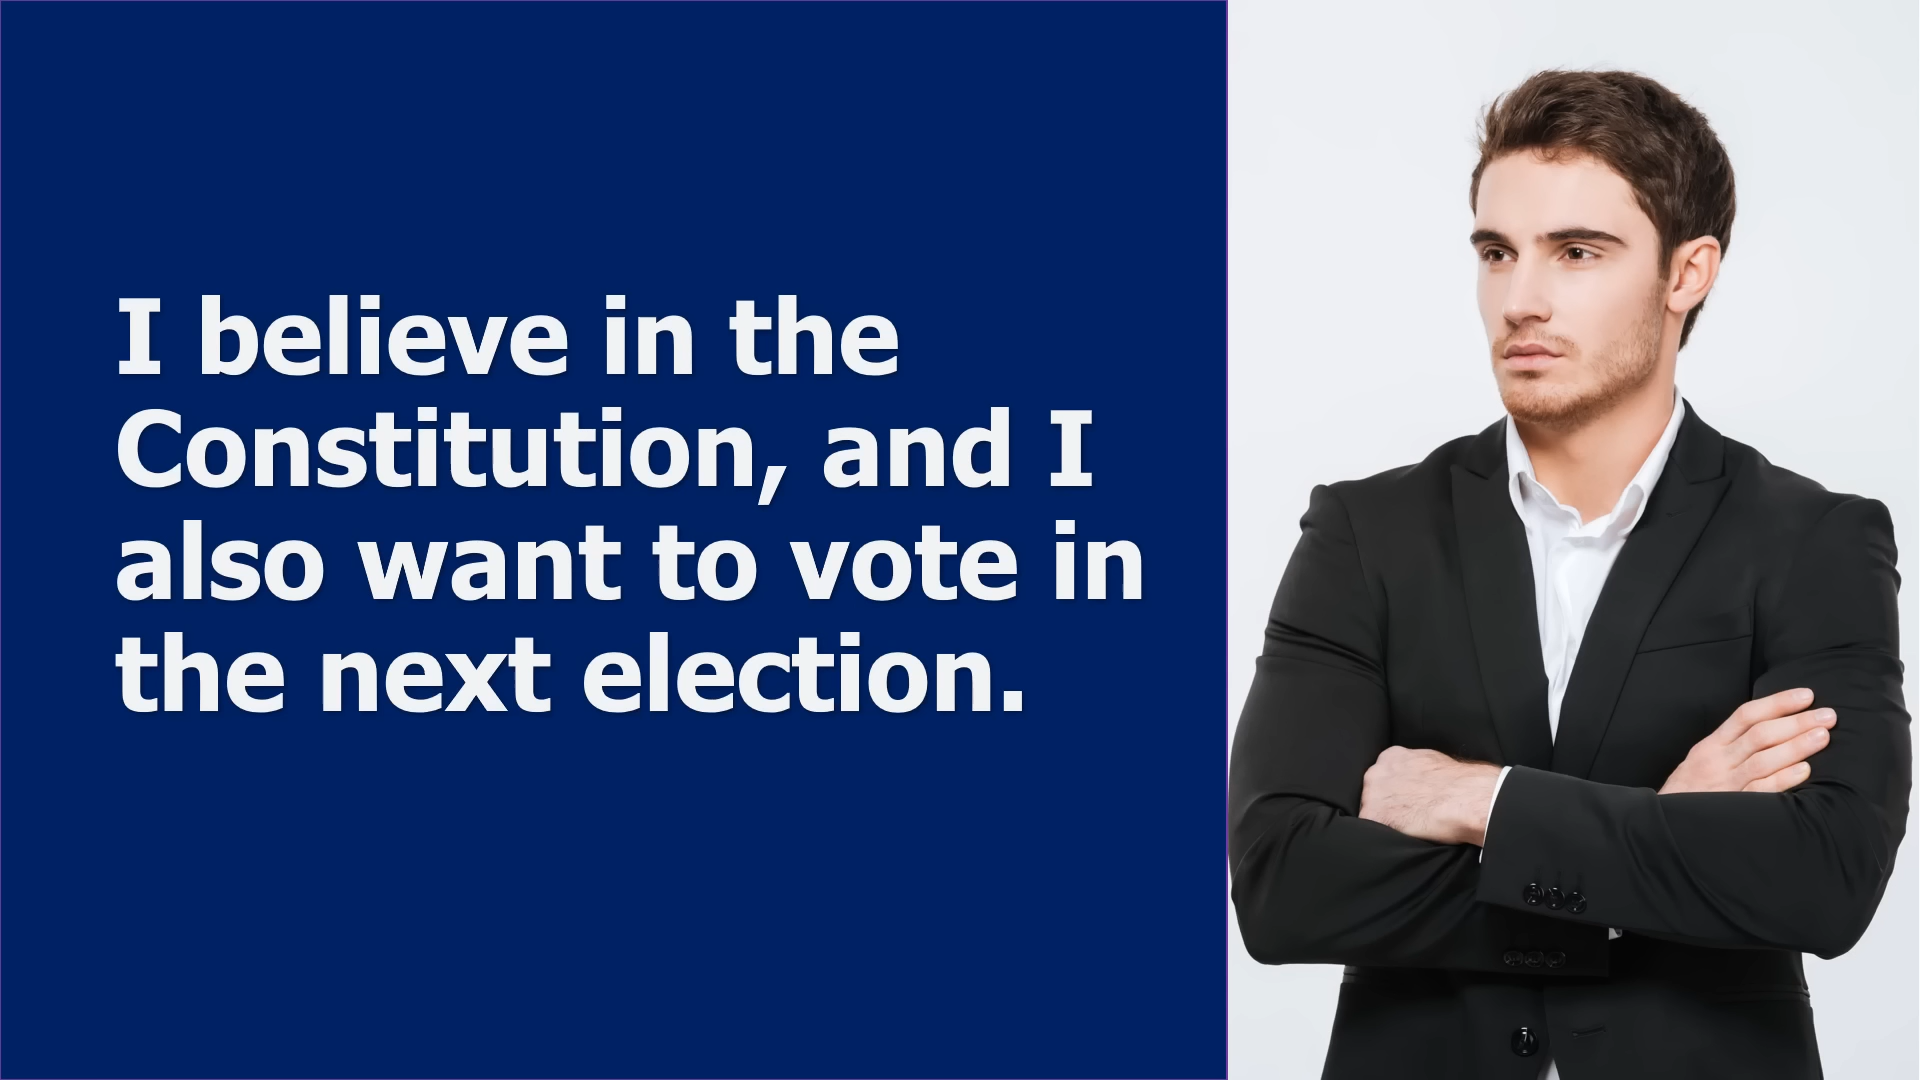 I believe in the
Constitution, and I
also want to vote in
the next election.